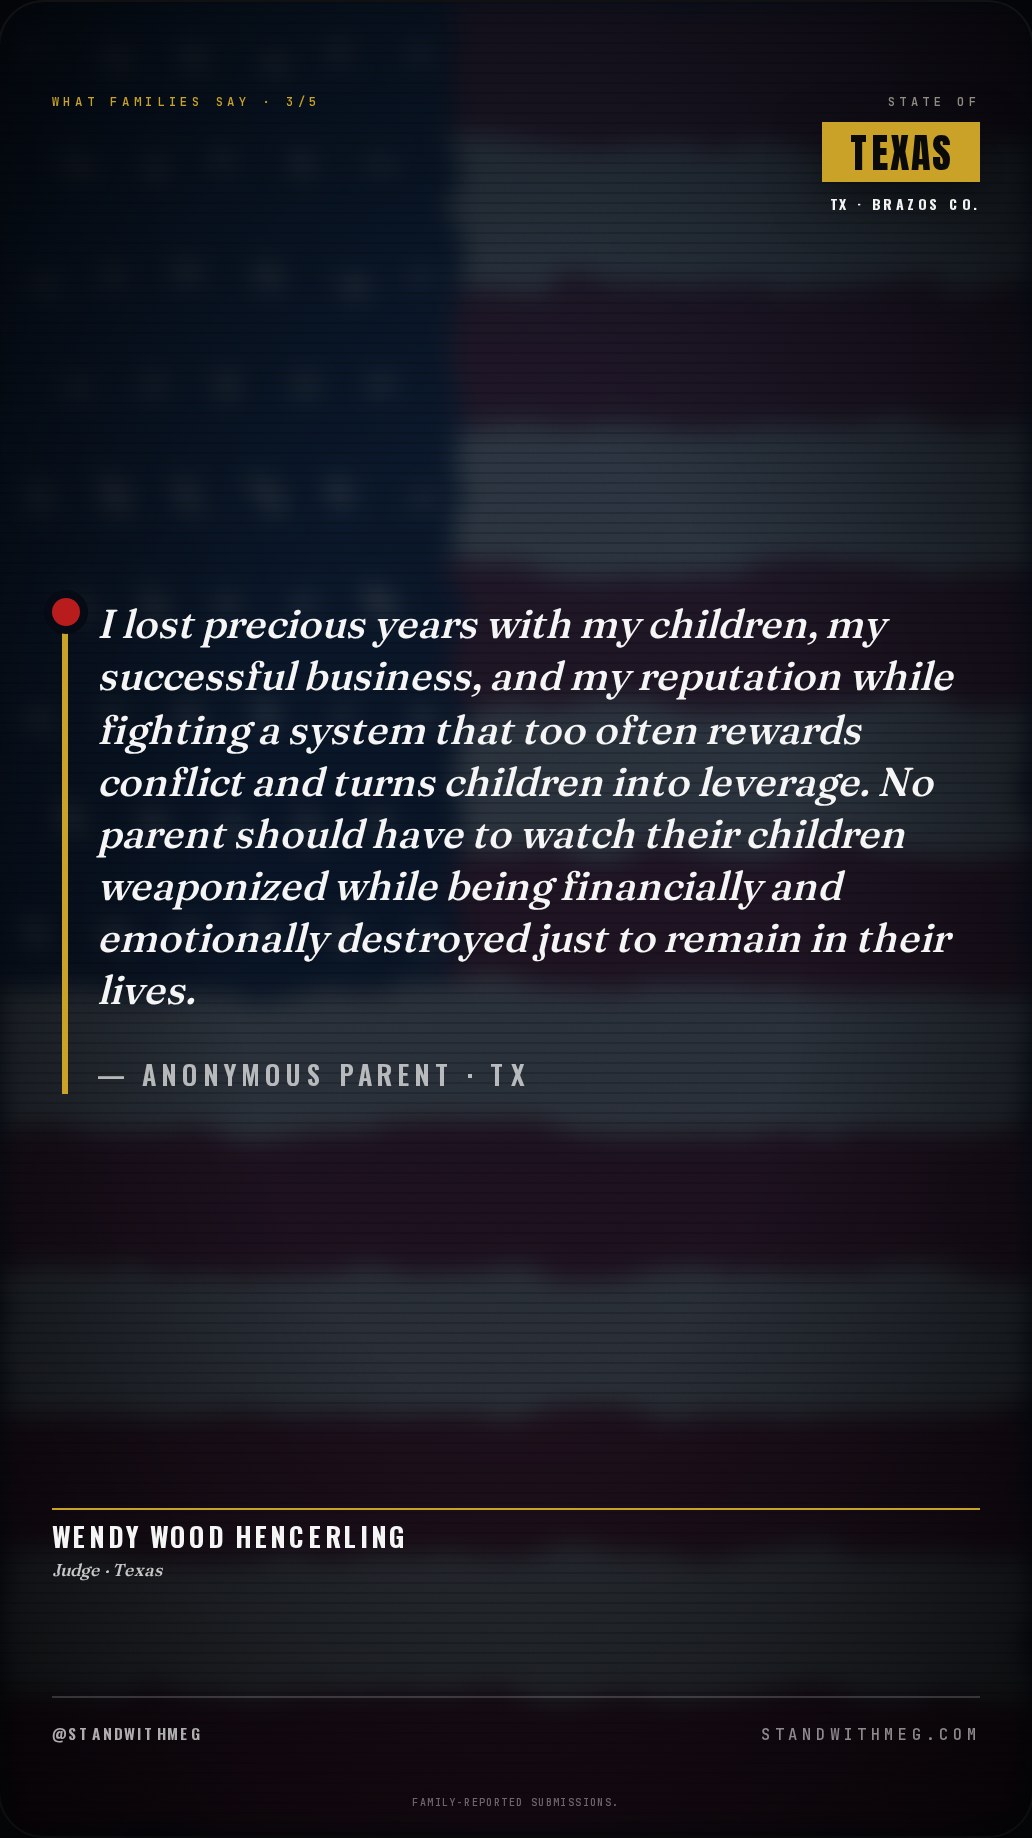 WHAT FAMILIES SAY · 3/5
STATE OF
TEXAS
TX · BRAZOS CO.
I lost precious years with my children, my
successful business, and my reputation while
fighting a system that too often rewards
conflict and turns children into leverage. No
parent should have to watch their children
weaponized while being financially and
emotionally destroyed just to remain in their
lives.
— ANONYMOUS PARENT · TX
WENDY WOOD HENCERLING
Judge · Texas
@STANDWITHMEG
STANDWITHMEG.COM
FAMILY-REPORTED SUBMISSIONS.